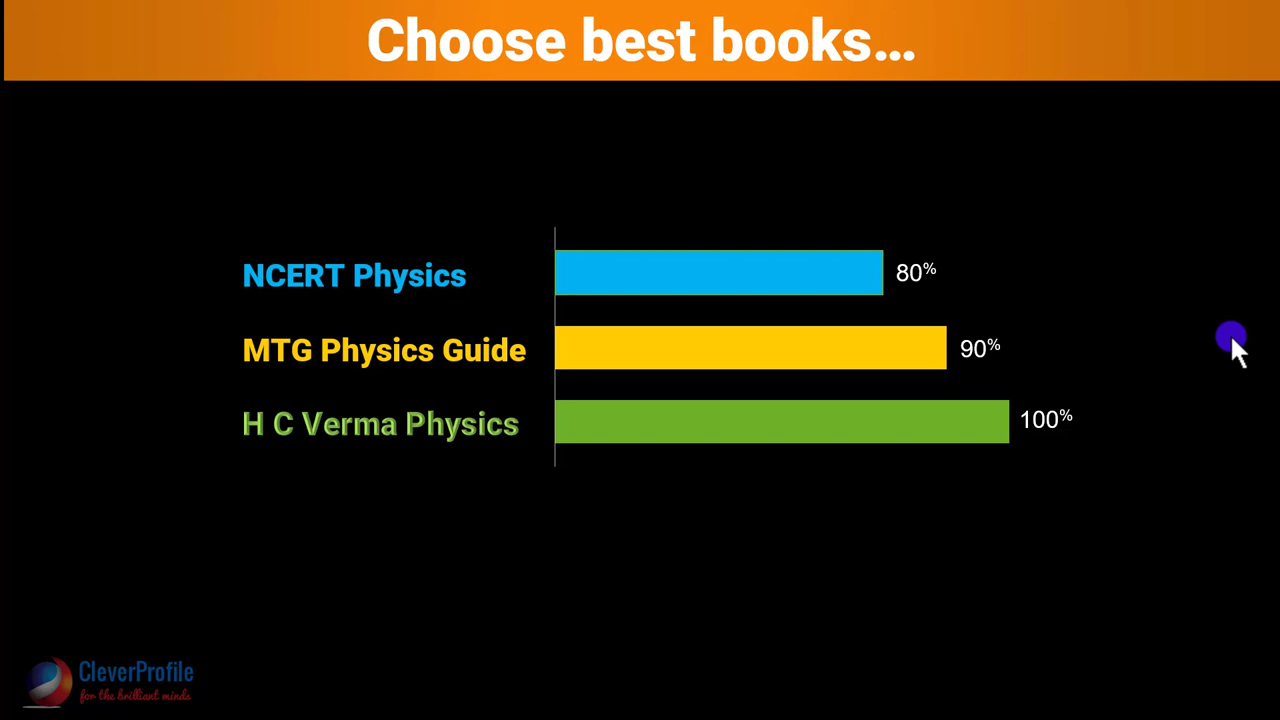 Choose best books...
NCERT Physics 80%
MTG Physics Guide 90%
H C Verma Physics 100%
CleverProfile
for the brilliant minds